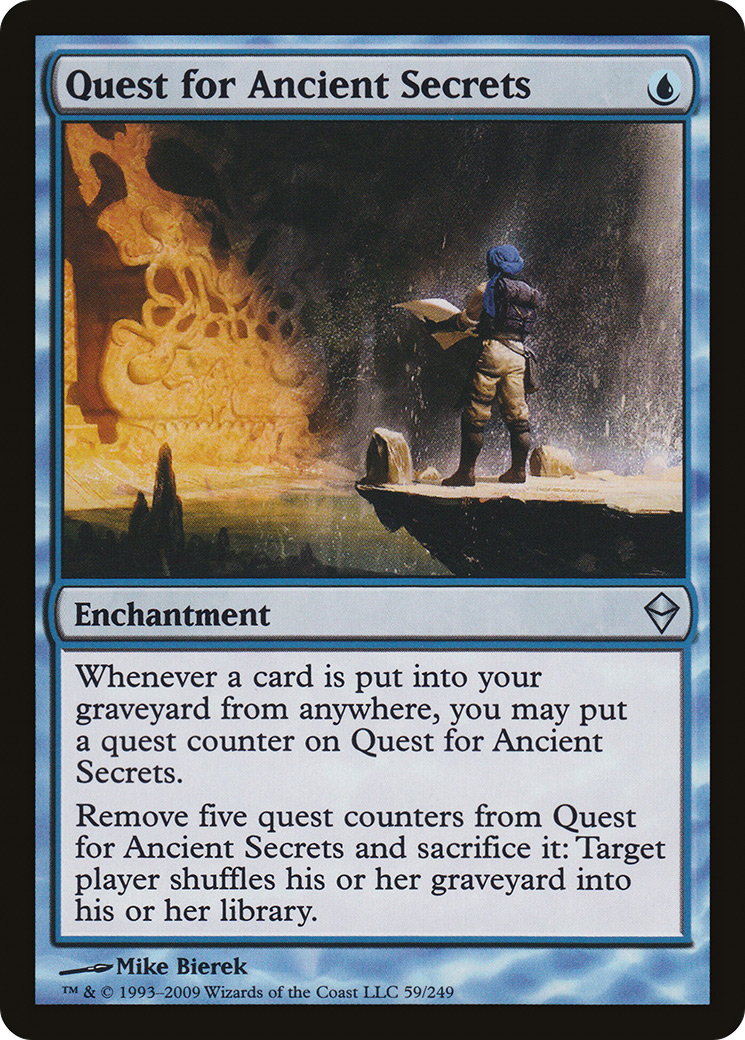 Quest for Ancient Secrets
Enchantment
Whenever a card is put into your
graveyard from anywhere, you may put
a quest counter on Quest for Ancient
Secrets.
Remove five quest counters from Quest
for Ancient Secrets and sacrifice it: Target
player shuffles his or her graveyard into
his or her library.
Mike Bierek
™ & © 1993–2009 Wizards of the Coast LLC 59/249